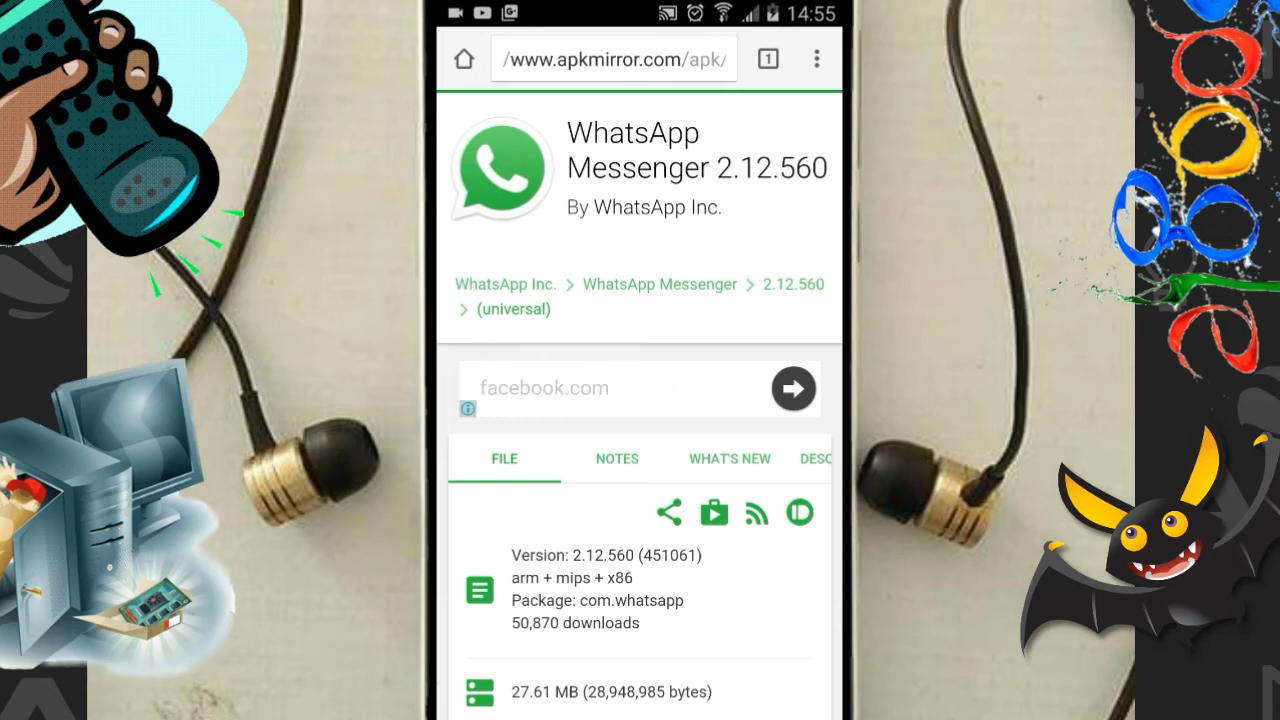 14:55
/www.apkmirror.com/apk/
1
WhatsApp
Messenger 2.12.560
By WhatsApp Inc.
WhatsApp Inc. > WhatsApp Messenger > 2.12.560
> (universal)
facebook.com
FILE NOTES WHAT'S NEW DESC
Version: 2.12.560 (451061)
arm + mips + x86
Package: com.whatsapp
50,870 downloads
27.61 MB (28,948,985 bytes)
Google